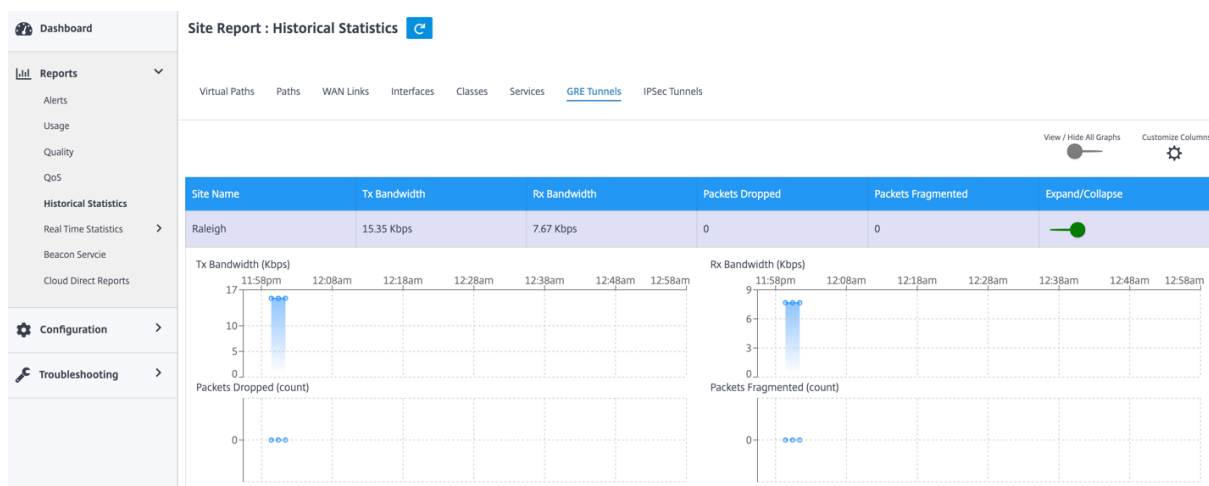 Dashboard
Site Report : Historical Statistics
Reports
Alerts
Usage
Quality
QoS
Historical Statistics
Real Time Statistics
Beacon Servcie
Cloud Direct Reports
Configuration
Troubleshooting
Virtual Paths Paths WAN Links Interfaces Classes Services GRE Tunnels IPSec Tunnels
View / Hide All Graphs Customize Columns
Site Name Tx Bandwidth Rx Bandwidth Packets Dropped Packets Fragmented Expand/Collapse
Raleigh 15.35 Kbps 7.67 Kbps 0 0
Tx Bandwidth (Kbps)
11:58pm 12:08am 12:18am 12:28am 12:38am 12:48am 12:58am
17
10
5
0
Rx Bandwidth (Kbps)
11:58pm 12:08am 12:18am 12:28am 12:38am 12:48am 12:58am
9
6
3
0
Packets Dropped (count)
0
Packets Fragmented (count)
0